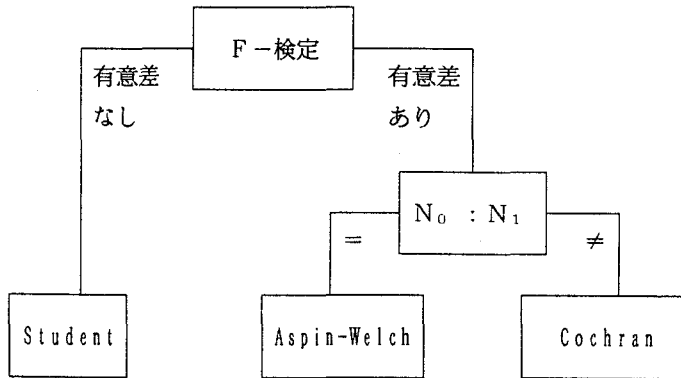 F－検定
有意差
なし
有意差
あり
N₀ : N₁
=
≠
Student
Aspin-Welch
Cochran